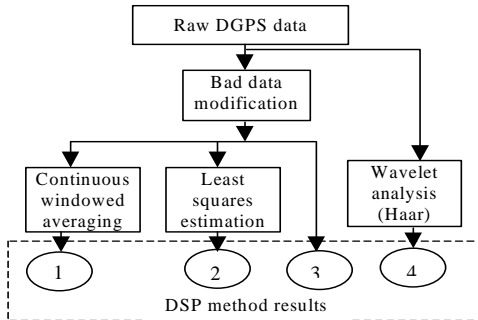 Raw DGPS data
Bad data
modification
Continuous
windowed
averaging
Least
squares
estimation
Wavelet
analysis
(Haar)
1
2
3
4
DSP method results